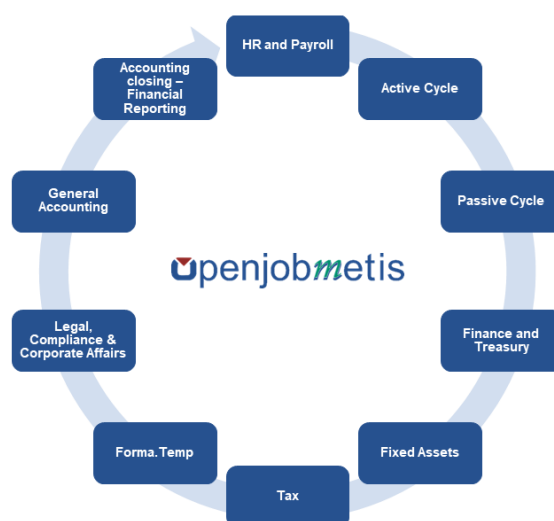 HR and Payroll
Active Cycle
Passive Cycle
Finance and
Treasury
Fixed Assets
Tax
Forma.Temp
Legal,
Compliance &
Corporate Affairs
General
Accounting
Accounting
closing –
Financial
Reporting
openjobmetis